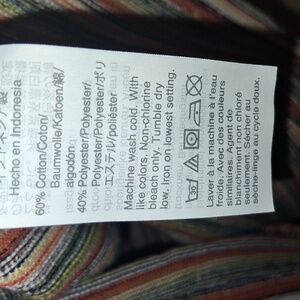 / Hecho en Indonesia
60% Cotton/Coton/
Baumwolle/Katoen/綿/
algodón
40% Polyester/Polyester/
Polyester/Polyester/ポリ
エステル/poliéster
Machine wash cold. With
like colors. Non-chlorine
bleach only. Tumble dry
low. Iron on lowest setting.
30
Laver à la machine à l'eau
froide. Avec des couleurs
similaires. Agent de
blanchiment non chloré
seulement. Sécher au
sèche-linge au cycle doux.